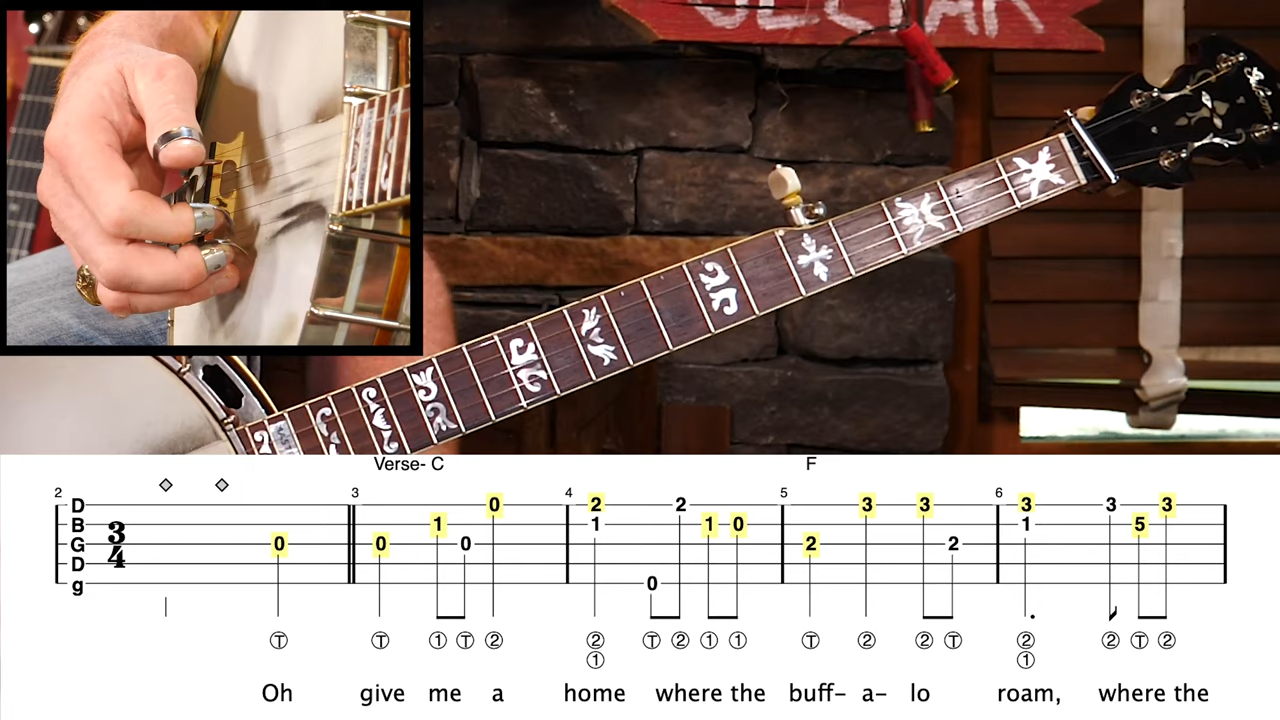 GUITAR
Gibson
Verse- C F
2 3 4 5 6
D 0 2 2 3 3 3 3 3
B 1 1 1 0 1 5
G 0 0 0 2 2
D
g 0
3
4
T T 1 T 2 2 T 2 1 1 T 2 2 T 2 2 T 2
1 1
Oh give me a home where the buff- a- lo roam, where the